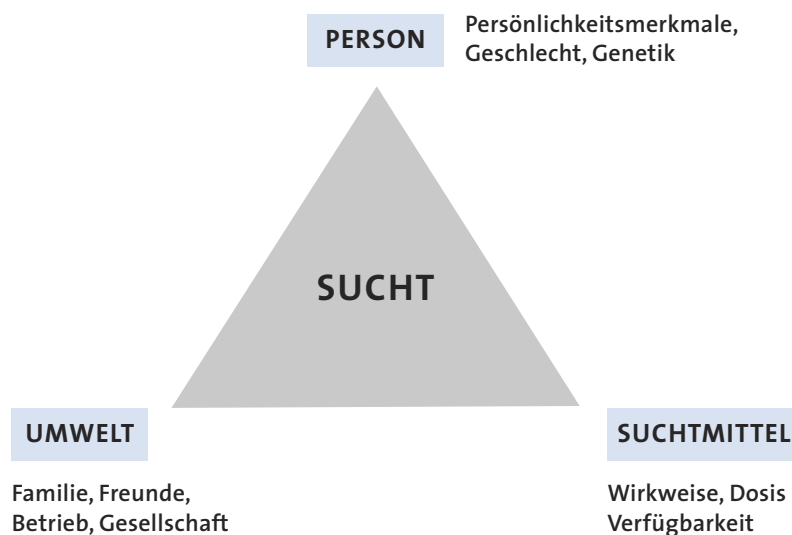 PERSON
Persönlichkeitsmerkmale,
Geschlecht, Genetik
SUCHT
UMWELT
SUCHTMITTEL
Familie, Freunde,
Betrieb, Gesellschaft
Wirkweise, Dosis
Verfügbarkeit